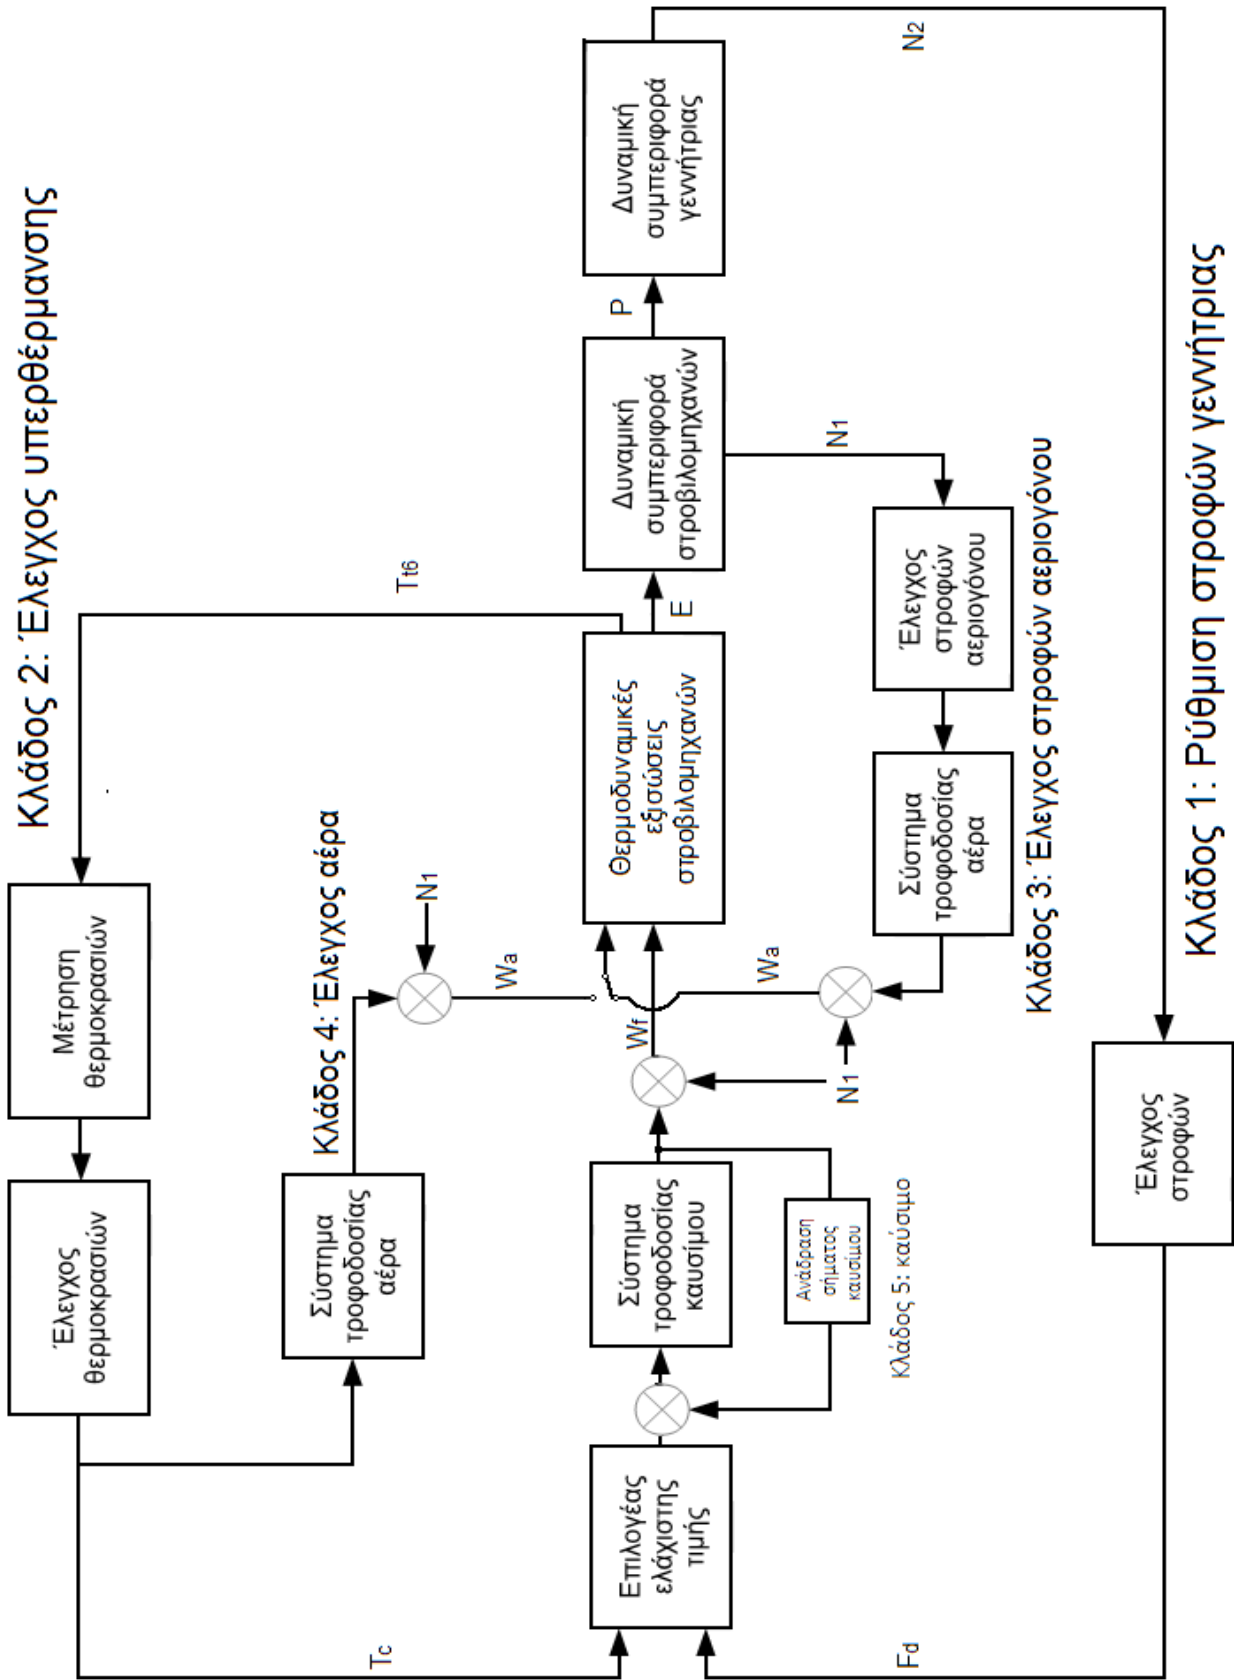 Κλάδος 2: Έλεγχος υπερθέρμανσης
Έλεγχος
θερμοκρασιών
Μέτρηση
θερμοκρασιών
Tt6
Tc
Σύστημα
τροφοδοσίας
αέρα
Κλάδος 4: Έλεγχος αέρα
N1
Wa
Επιλογέας
ελάχιστης
τιμής
Σύστημα
τροφοδοσίας
καυσίμου
Wf
Θερμοδυναμικές
εξισώσεις
στροβιλομηχανών
E
Δυναμική
συμπεριφορά
στροβιλομηχανών
P
Δυναμική
συμπεριφορά
γεννήτριας
Ανάδραση
σήματος
καυσίμου
Κλάδος 5: καύσιμο
N1
Wa
Σύστημα
τροφοδοσίας
αέρα
Έλεγχος
στροφών
αεριογόνου
N1
Κλάδος 3: Έλεγχος στροφών αεριογόνου
Fd
Έλεγχος
στροφών
N2
Κλάδος 1: Ρύθμιση στροφών γεννήτριας